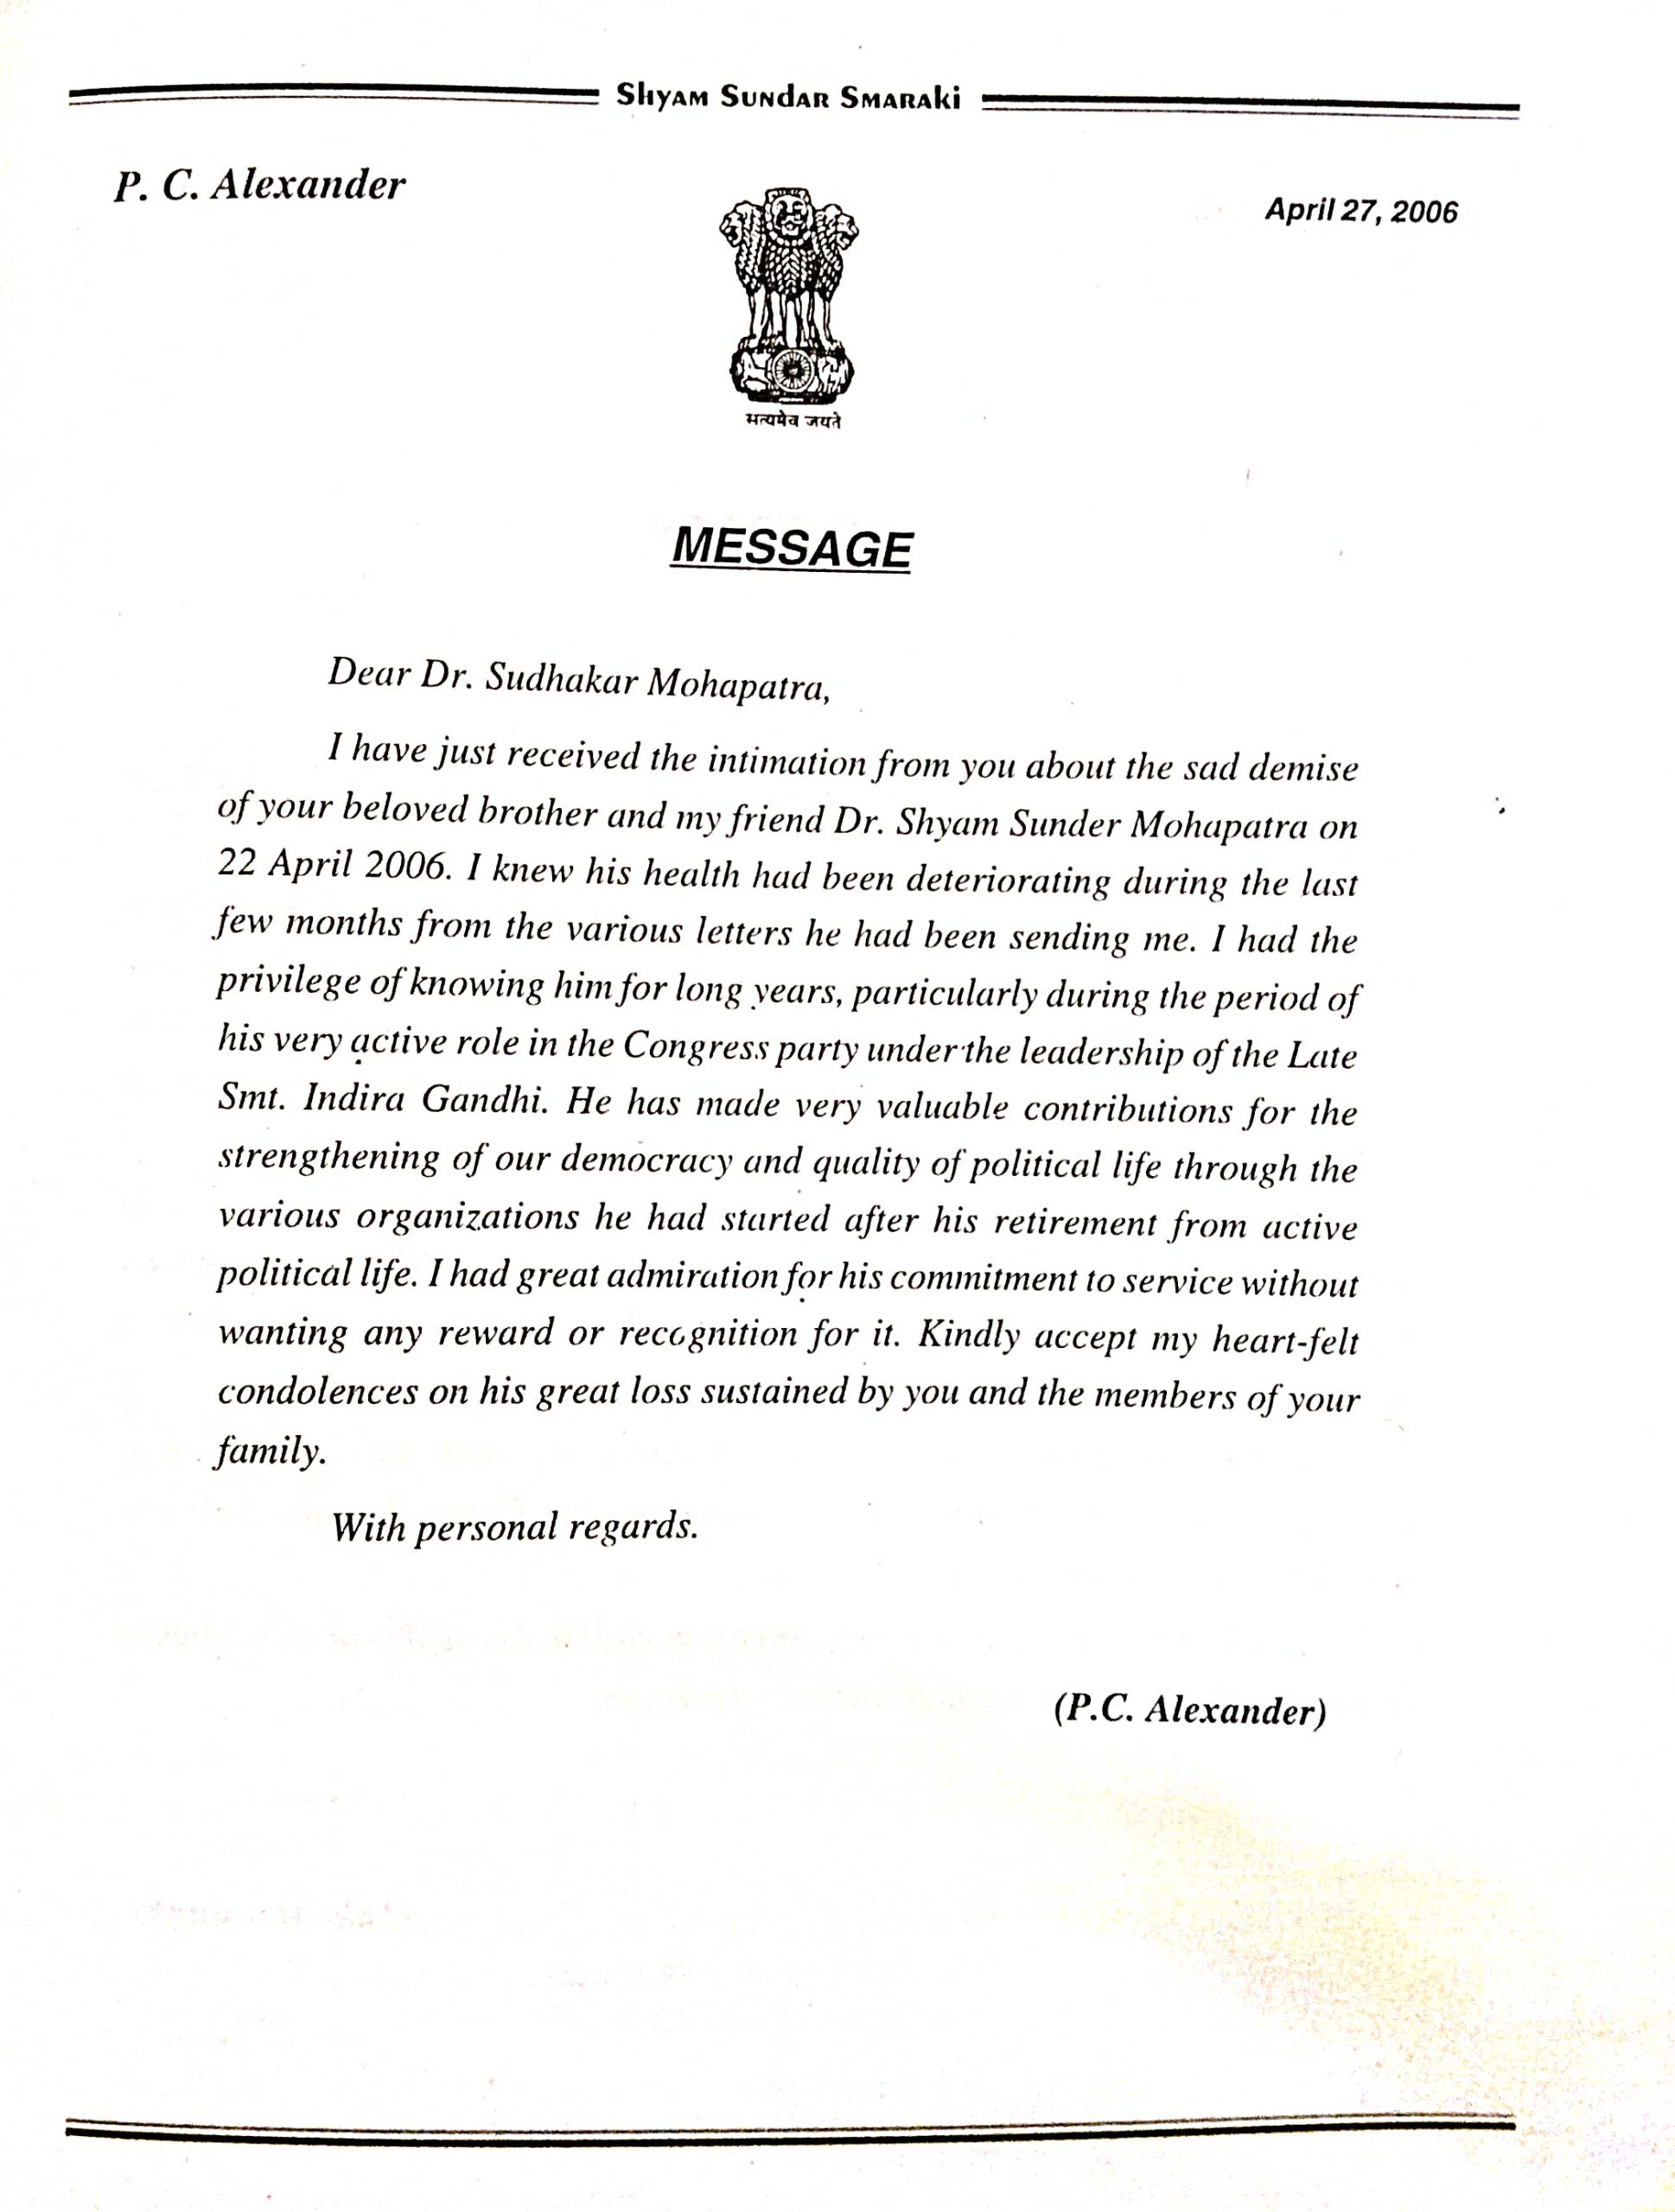 Shyam Sundar Smaraki
P. C. Alexander
April 27, 2006
सत्यमेव जयते
MESSAGE
Dear Dr. Sudhakar Mohapatra,
I have just received the intimation from you about the sad demise
of your beloved brother and my friend Dr. Shyam Sunder Mohapatra on
22 April 2006. I knew his health had been deteriorating during the last
few months from the various letters he had been sending me. I had the
privilege of knowing him for long years, particularly during the period of
his very active role in the Congress party under the leadership of the Late
Smt. Indira Gandhi. He has made very valuable contributions for the
strengthening of our democracy and quality of political life through the
various organizations he had started after his retirement from active
political life. I had great admiration for his commitment to service without
wanting any reward or recognition for it. Kindly accept my heart-felt
condolences on his great loss sustained by you and the members of your
family.
With personal regards.
(P.C. Alexander)